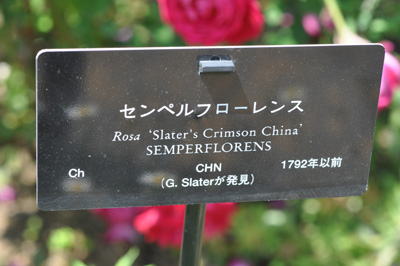 センペルフローレンス
Rosa 'Slater's Crimson China'
SEMPERFLORENS
Ch CHN 1792年以前
(G. Slaterが発見)